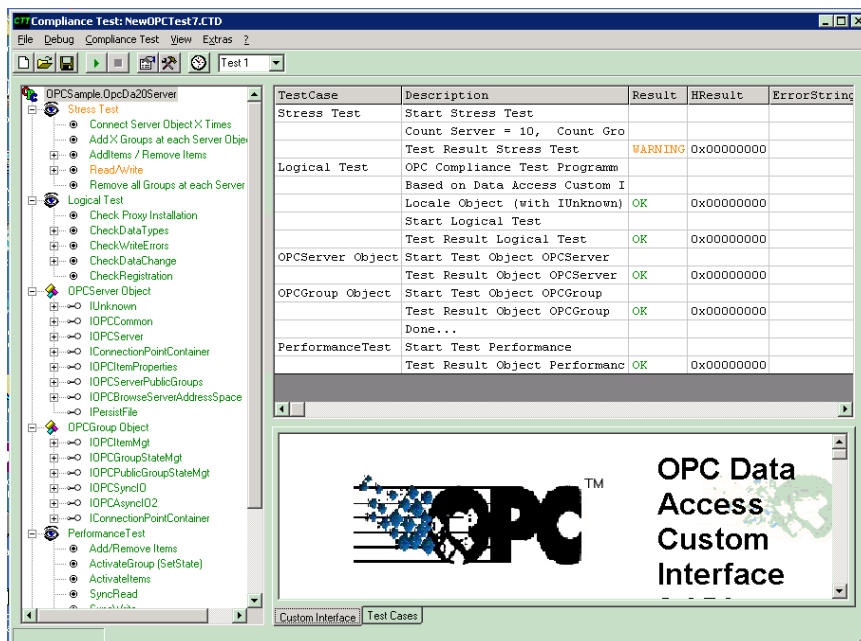 CTT Compliance Test: NewOPCTest7.CTD
File Debug Compliance Test View Extras ?
Test 1
OPCSample.OpcDa20Server
Stress Test
Connect Server Object X Times
Add X Groups at each Server Obje
AddItems / Remove Items
Read/Write
Remove all Groups at each Server
Logical Test
Check Proxy Installation
CheckDataTypes
CheckWriteErrors
CheckDataChange
CheckRegistration
OPCServer Object
IUnknown
IOPCCommon
IOPCServer
IConnectionPointContainer
IOPCItemProperties
IOPCServerPublicGroups
IOPCBrowseServerAddressSpace
IPersistFile
OPCGroup Object
IOPCItemMgt
IOPCGroupStateMgt
IOPCPublicGroupStateMgt
IOPCSyncIO
IOPCAsyncIO2
IConnectionPointContainer
PerformanceTest
Add/Remove Items
ActivateGroup (SetState)
ActivateItems
SyncRead
TestCase Description Result HResult ErrorString
Stress Test Start Stress Test
Count Server = 10, Count Gro
Test Result Stress Test WARNING 0x00000000
Logical Test OPC Compliance Test Programm
Based on Data Access Custom I
Locale Object (with IUnknown) OK 0x00000000
Start Logical Test
Test Result Logical Test OK 0x00000000
OPCServer Object Start Test Object OPCServer
Test Result Object OPCServer OK 0x00000000
OPCGroup Object Start Test Object OPCGroup
Test Result Object OPCGroup OK 0x00000000
Done...
PerformanceTest Start Test Performance
Test Result Object Performanc OK 0x00000000
OPC TM
OPC Data
Access
Custom
Interface
Custom Interface Test Cases